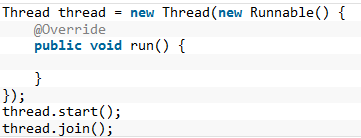 Thread thread = new Thread(new Runnable() {
    @Override
    public void run() {

    }
});
thread.start();
thread.join();